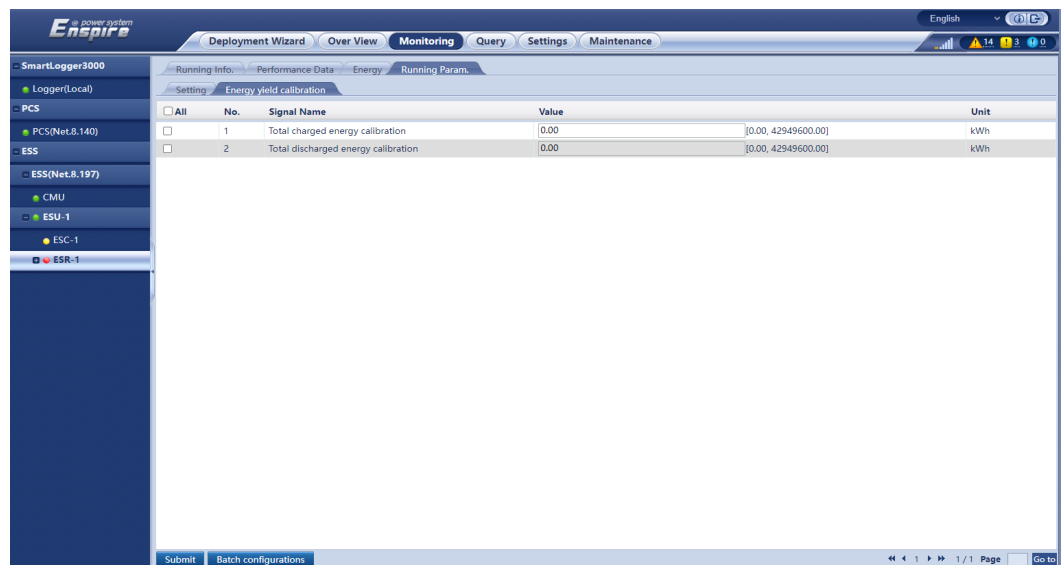 e power system
Enspire
English
Deployment Wizard Over View Monitoring Query Settings Maintenance
14 3 0
SmartLogger3000
Logger(Local)
PCS
PCS(Net.8.140)
ESS
ESS(Net.8.197)
CMU
ESU-1
ESC-1
ESR-1
Running Info. Performance Data Energy Running Param.
Setting Energy yield calibration
All No. Signal Name Value Unit
1 Total charged energy calibration 0.00 [0.00, 42949600.00] kWh
2 Total discharged energy calibration 0.00 [0.00, 42949600.00] kWh
Submit Batch configurations 1 1 / 1 Page Go to